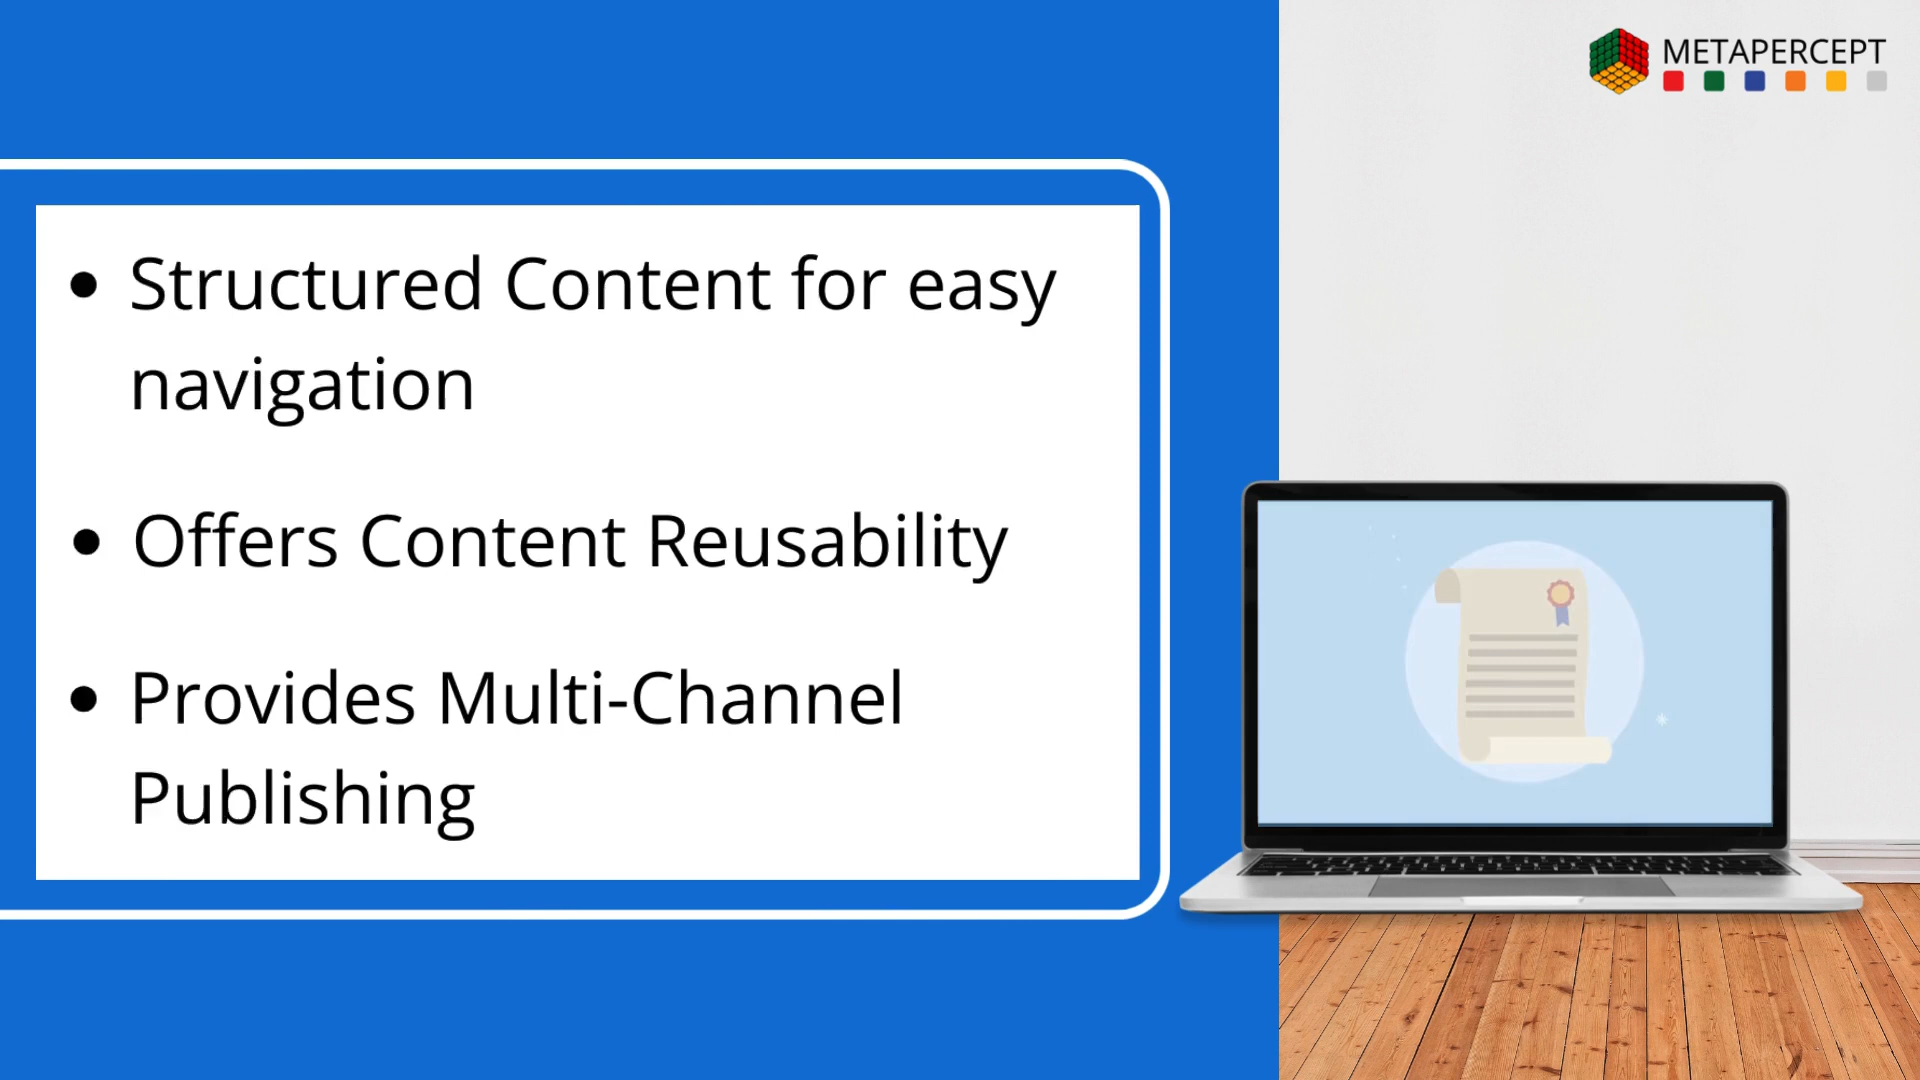 METAPERCEPT
• Structured Content for easy
navigation
• Offers Content Reusability
• Provides Multi-Channel
Publishing